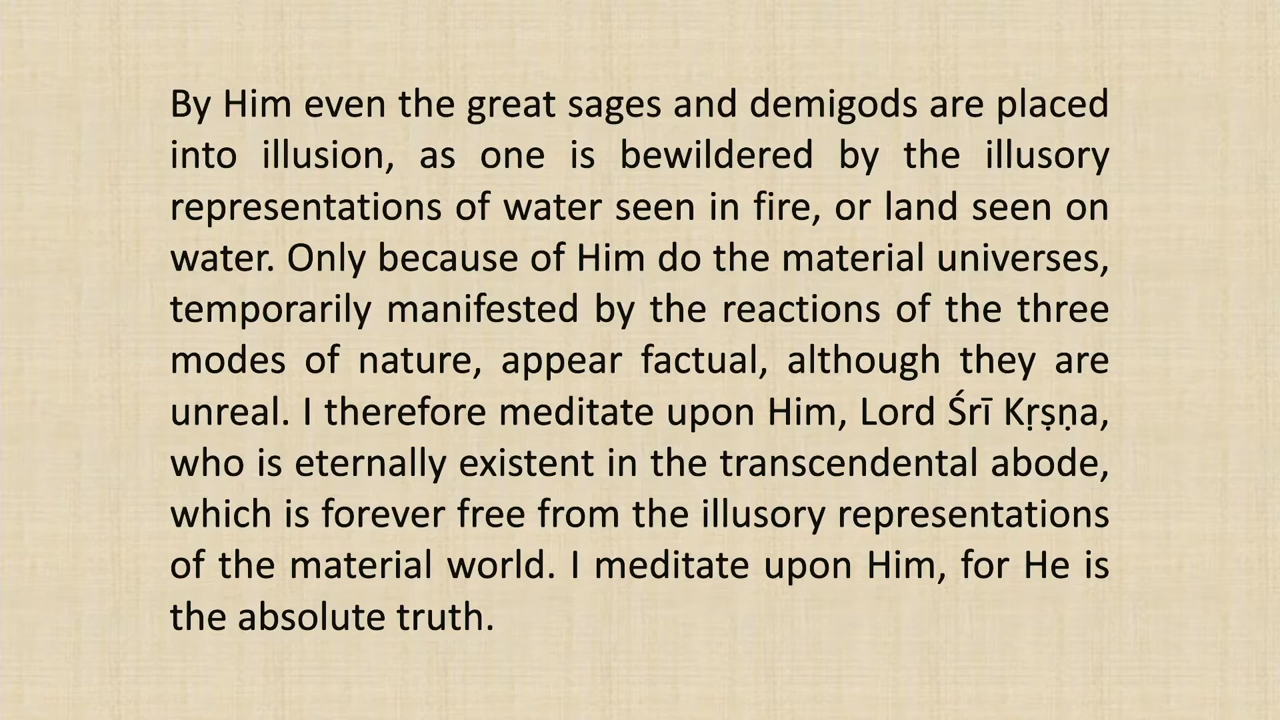 By Him even the great sages and demigods are placed
into illusion, as one is bewildered by the illusory
representations of water seen in fire, or land seen on
water. Only because of Him do the material universes,
temporarily manifested by the reactions of the three
modes of nature, appear factual, although they are
unreal. I therefore meditate upon Him, Lord Śrī Kṛṣṇa,
who is eternally existent in the transcendental abode,
which is forever free from the illusory representations
of the material world. I meditate upon Him, for He is
the absolute truth.